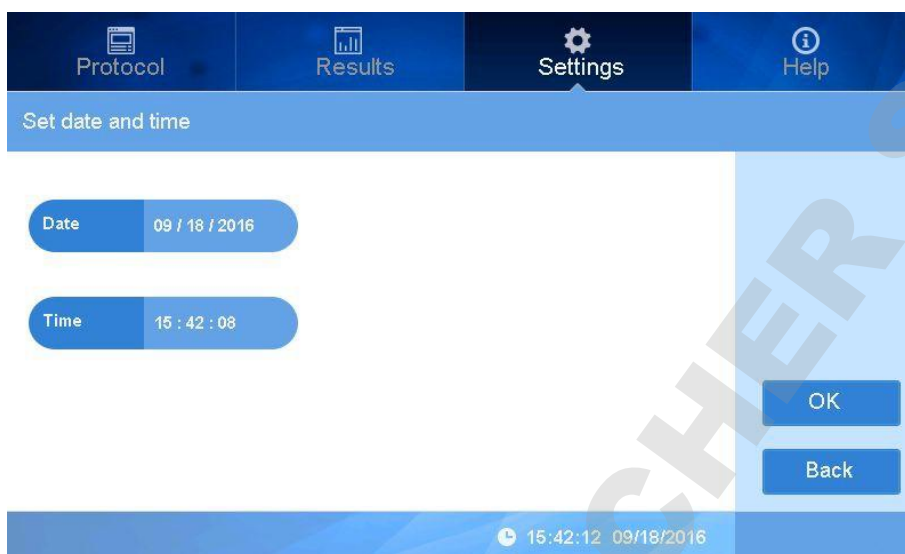 Protocol Results Settings Help
Set date and time
Date 09 / 18 / 2016
Time 15 : 42 : 08
OK
Back
15:42:12 09/18/2016
CHER